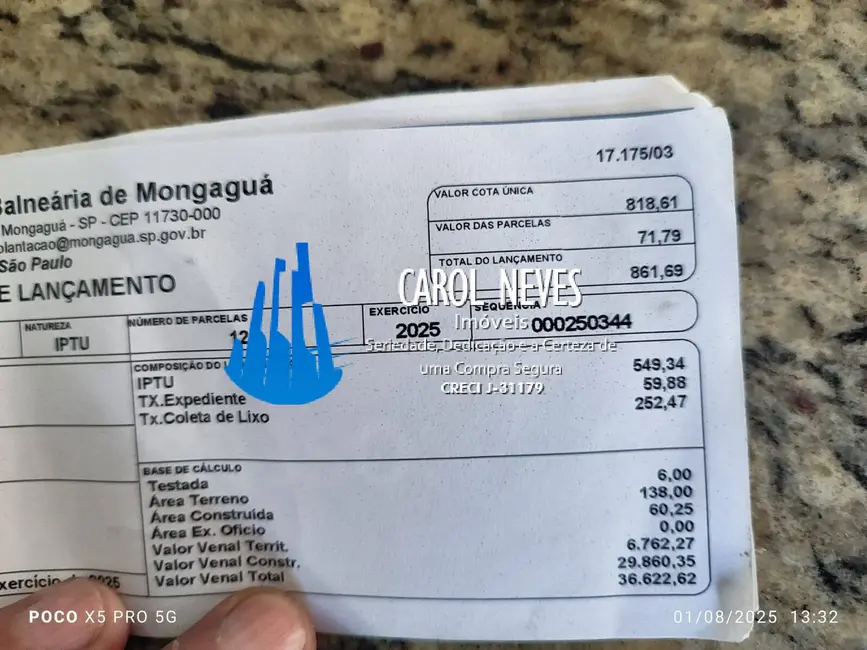 17.175/03
Balneária de Mongaguá
Mongaguá - SP - CEP 11730-000
plantacao@mongagua.sp.gov.br
São Paulo
E LANÇAMENTO
VALOR COTA ÚNICA
818,61
VALOR DAS PARCELAS
71,79
TOTAL DO LANÇAMENTO
861,69
NATUREZA
IPTU
NÚMERO DE PARCELAS
12
EXERCÍCIO
2025
SEQUÊNCIA
000250344
CAROL NEVES
Imóveis
Seriedade, Dedicação e a Certeza de
uma Compra Segura
CRECI J-31179
COMPOSIÇÃO DO
IPTU 549,34
TX.Expediente 59,88
Tx.Coleta de Lixo 252,47
BASE DE CÁLCULO
Testada 6,00
Área Terreno 138,00
Área Construída 60,25
Área Ex. Oficio 0,00
Valor Venal Territ. 6.762,27
Valor Venal Constr. 29.860,35
Valor Venal Total 36.622,62
exercício 2025
POCO X5 PRO 5G
01/08/2025 13:32